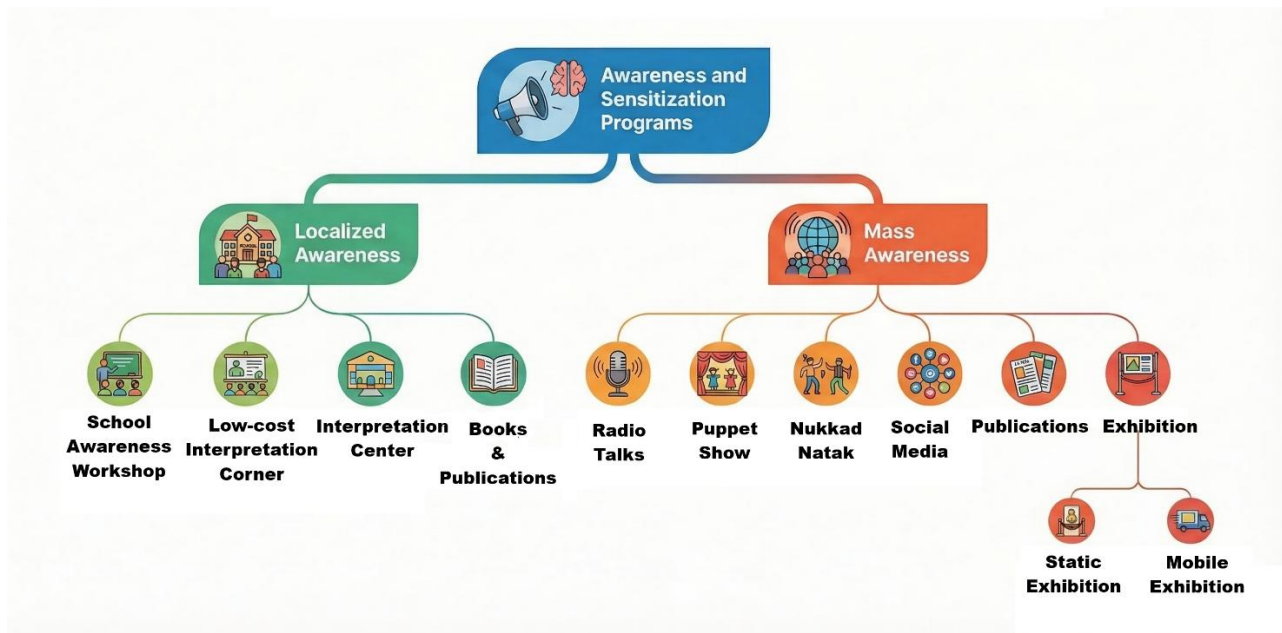 Awareness and
Sensitization
Programs
Localized
Awareness
Mass
Awareness
School
Awareness
Workshop
Low-cost
Interpretation
Corner
Interpretation
Center
Books
&
Publications
Radio
Talks
Puppet
Show
Nukkad
Natak
Social
Media
Publications
Exhibition
Static
Exhibition
Mobile
Exhibition